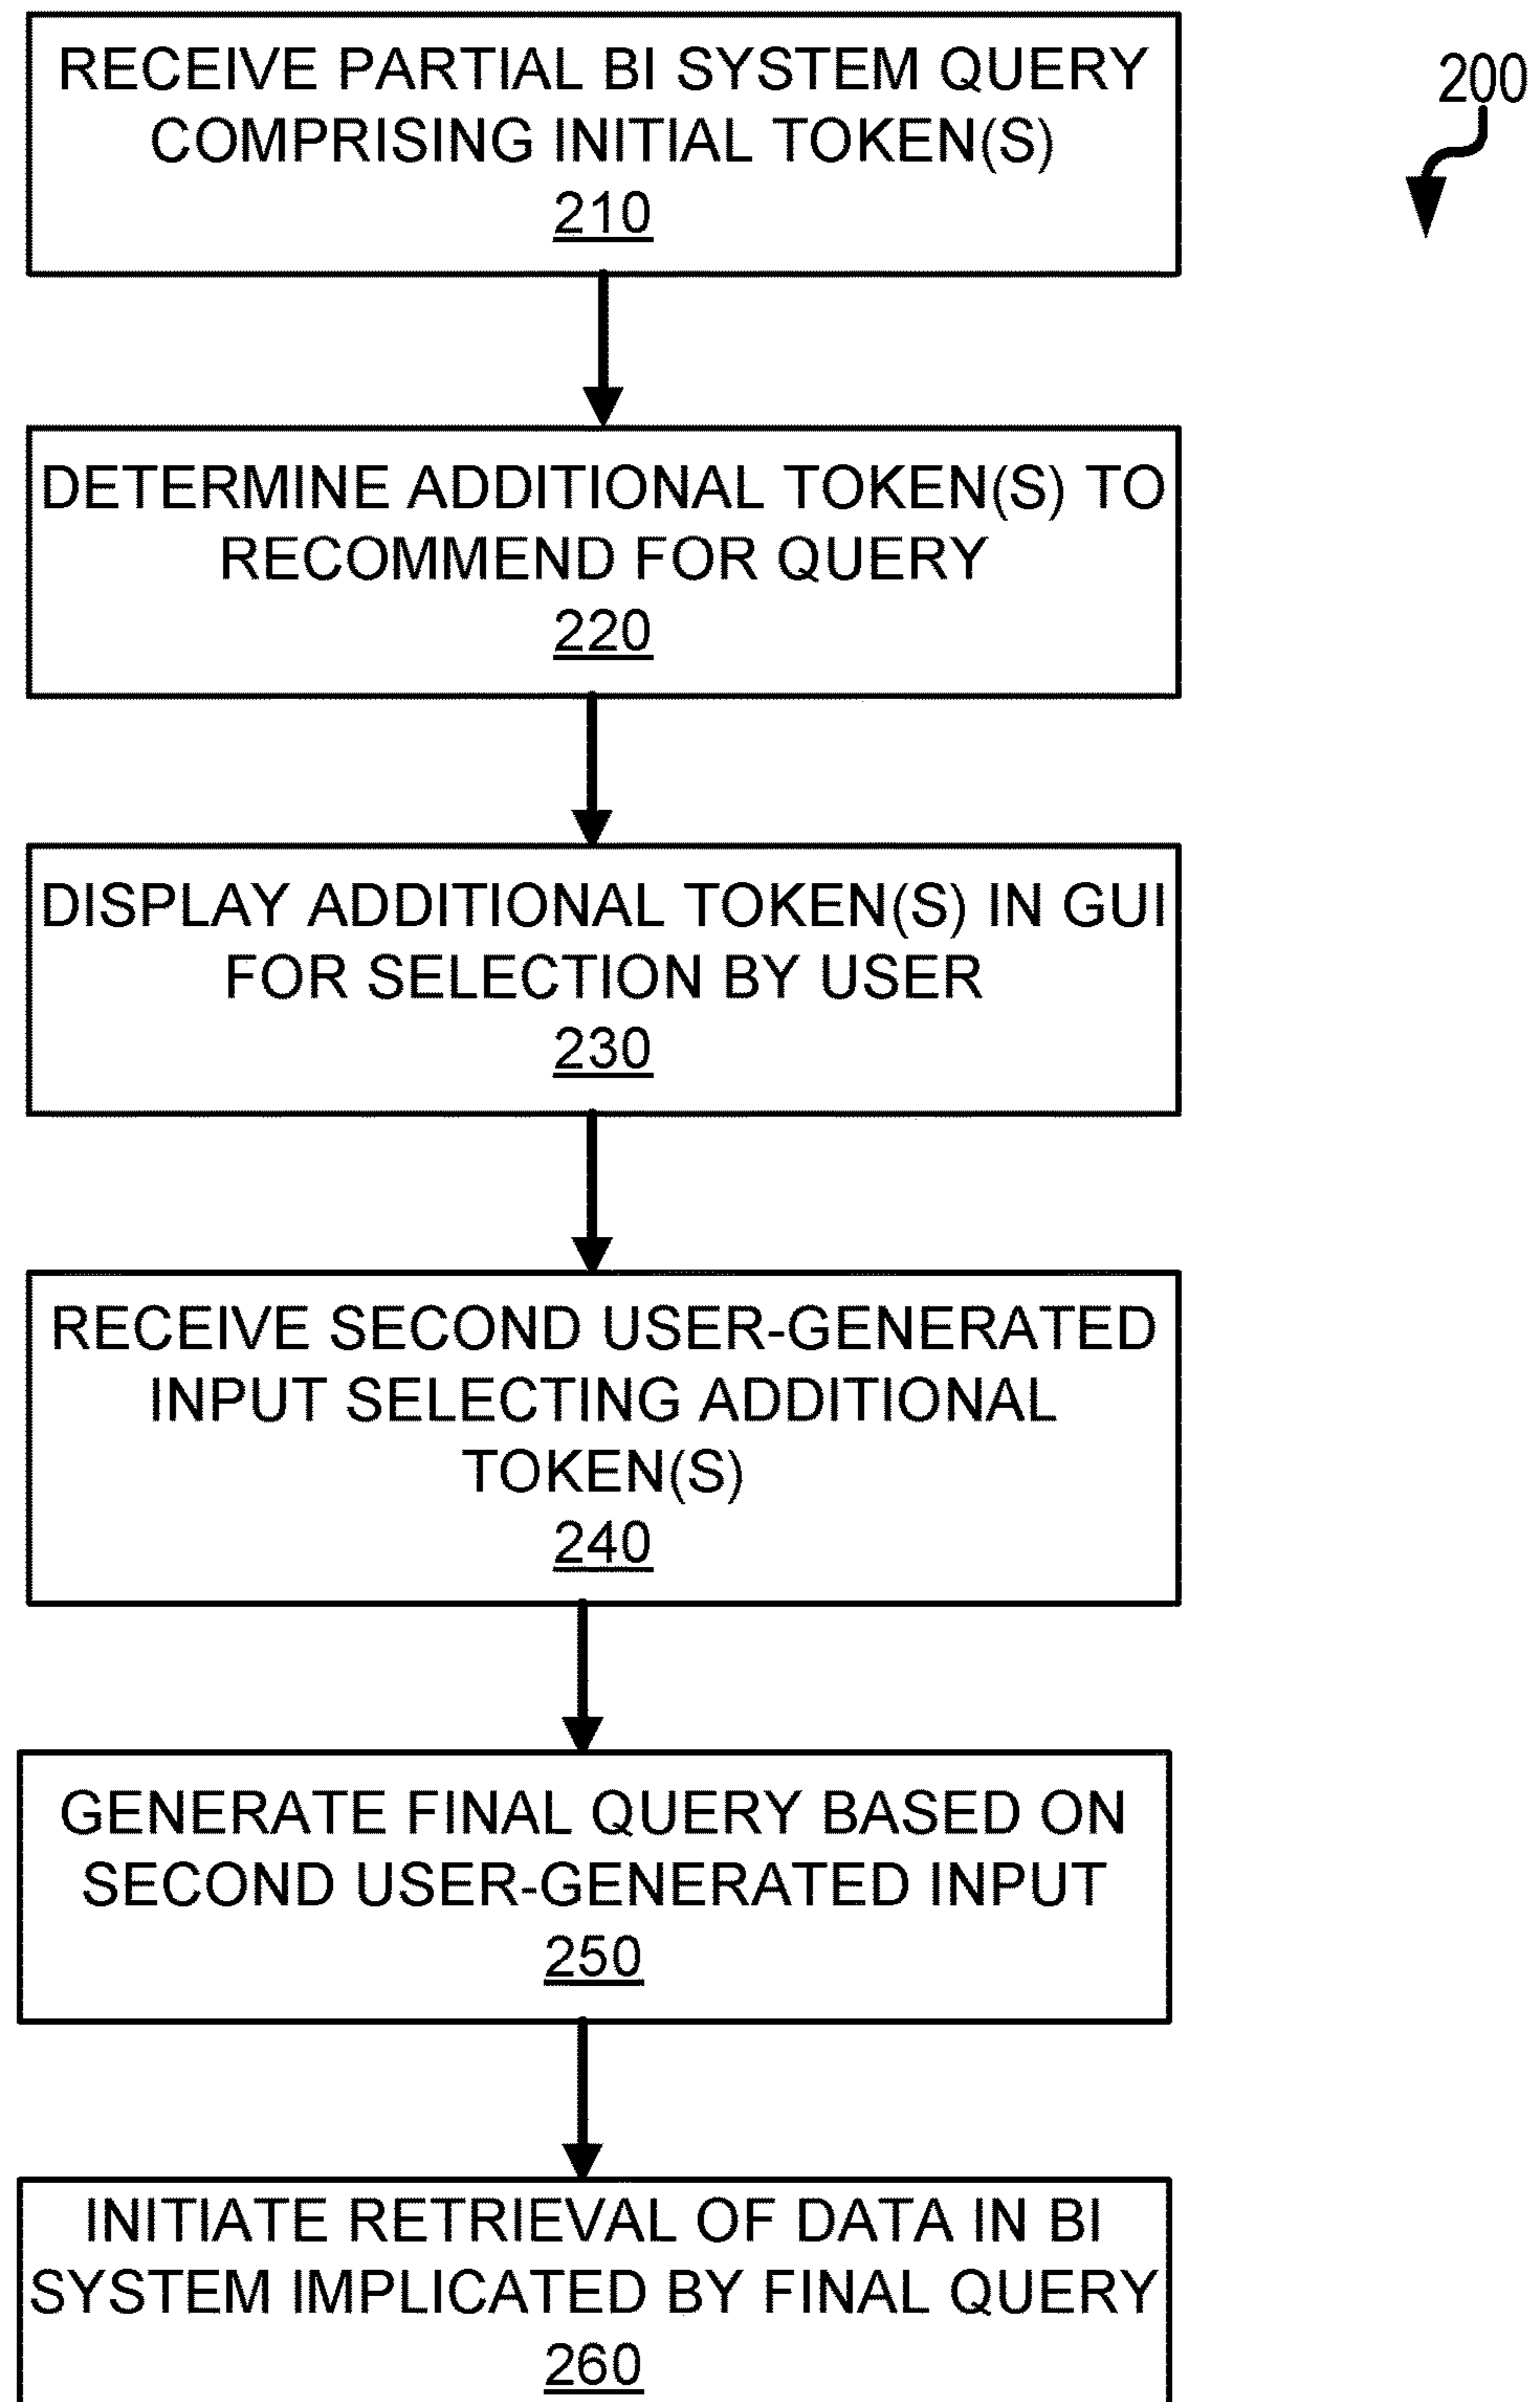 RECEIVE PARTIAL BI SYSTEM QUERY
COMPRISING INITIAL TOKEN(S)
210
200
DETERMINE ADDITIONAL TOKEN(S) TO
RECOMMEND FOR QUERY
220
DISPLAY ADDITIONAL TOKEN(S) IN GUI
FOR SELECTION BY USER
230
RECEIVE SECOND USER-GENERATED
INPUT SELECTING ADDITIONAL
TOKEN(S)
240
GENERATE FINAL QUERY BASED ON
SECOND USER-GENERATED INPUT
250
INITIATE RETRIEVAL OF DATA IN BI
SYSTEM IMPLICATED BY FINAL QUERY
260